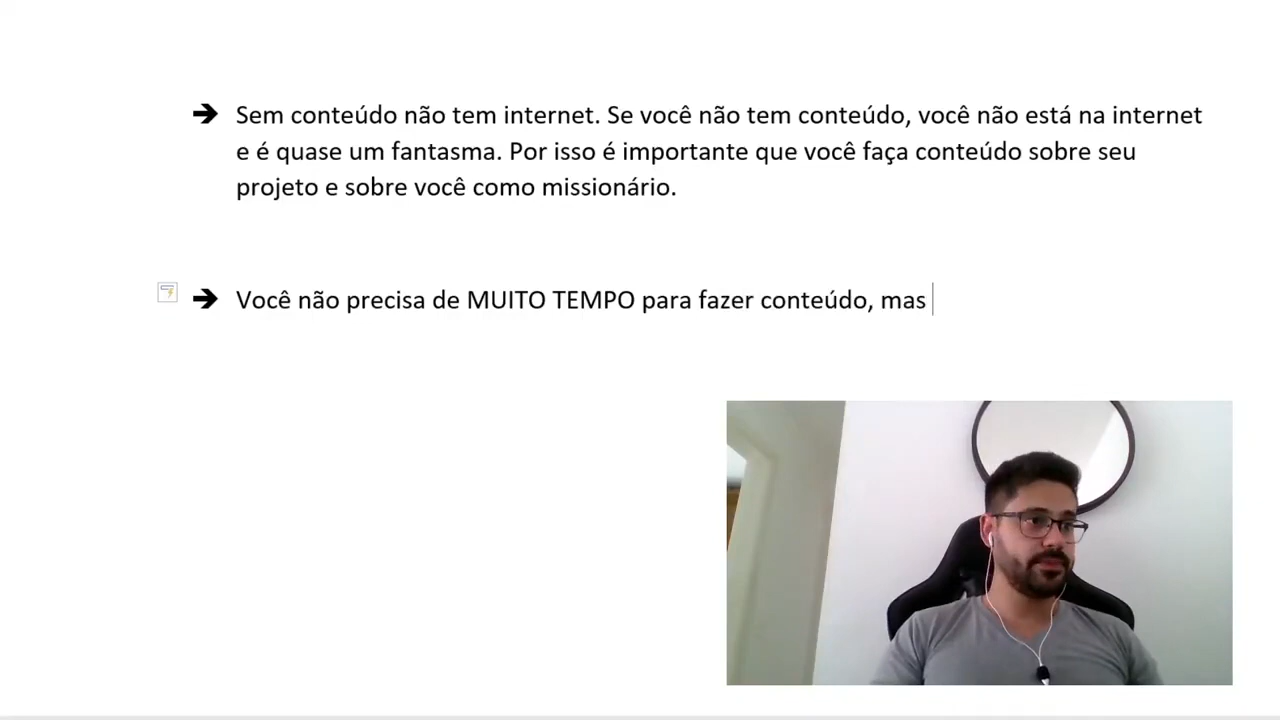 ➔ Sem conteúdo não tem internet. Se você não tem conteúdo, você não está na internet
e é quase um fantasma. Por isso é importante que você faça conteúdo sobre seu
projeto e sobre você como missionário.
➔ Você não precisa de MUITO TEMPO para fazer conteúdo, mas